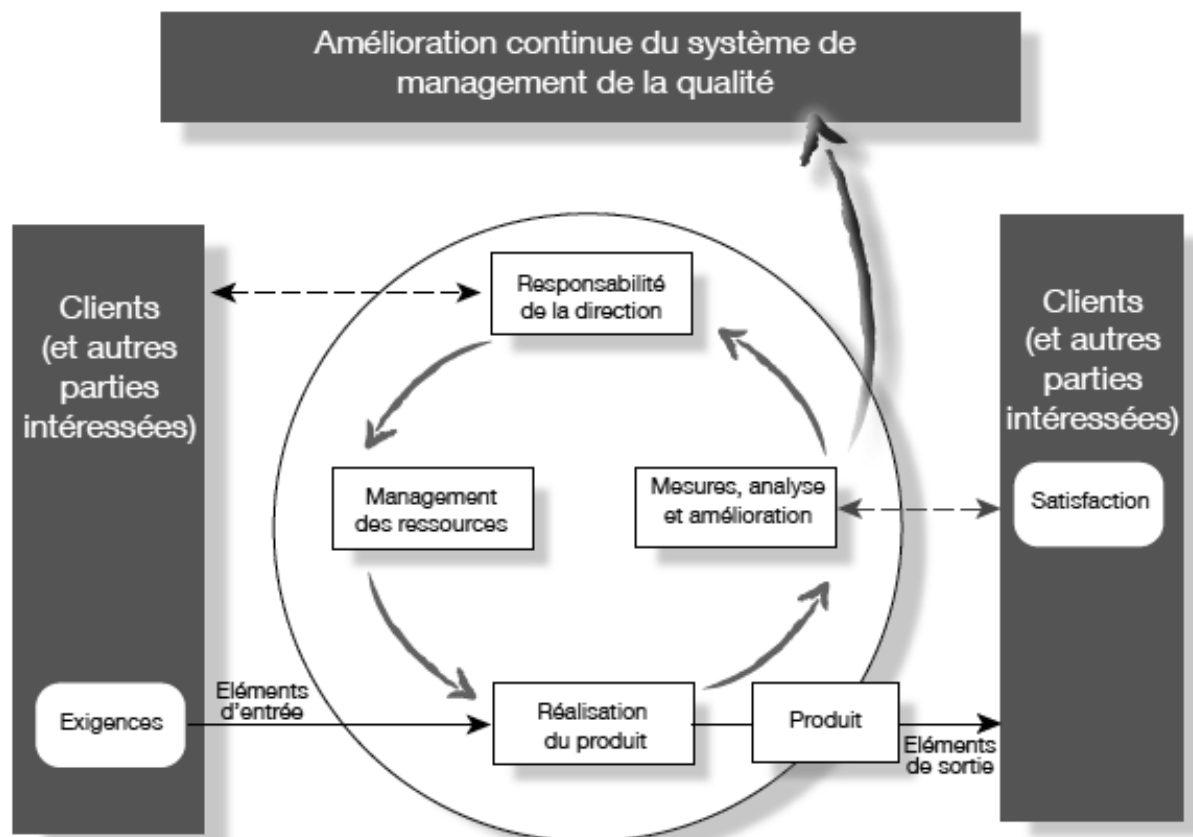 Amélioration continue du système de
management de la qualité
Clients
(et autres
parties
intéressées)
Responsabilité
de la direction
Clients
(et autres
parties
intéressées)
Management
des ressources
Mesures, analyse
et amélioration
Satisfaction
Exigences
Eléments
d'entrée
Réalisation
du produit
Produit
Eléments
de sortie